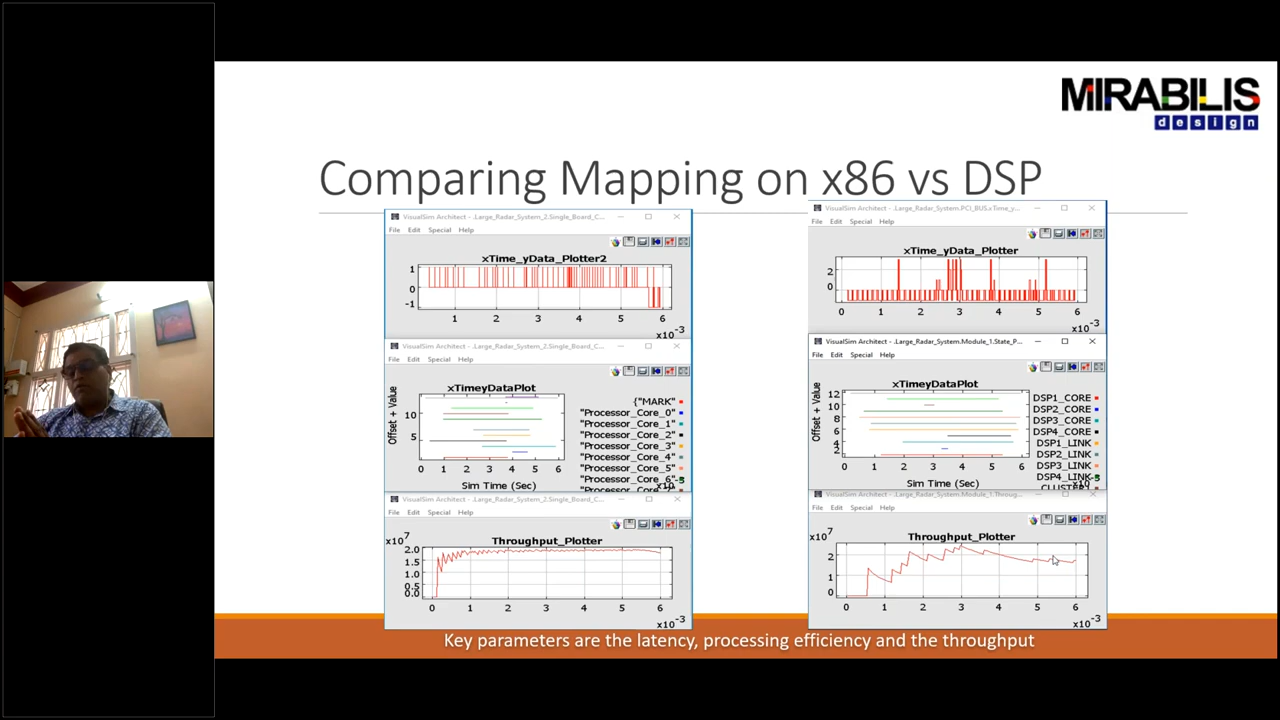 MIRABILIS
design
Comparing Mapping on x86 vs DSP
VisualSim Architect - .Large_Radar_System_2.Single_Board_C...
File Edit Special Help
xTime_yData_Plotter2
1
0
-1
1 2 3 4 5 6
x10 -3
VisualSim Architect - .Large_Radar_System_2.Single_Board_C...
File Edit Special Help
xTimeyDataPlot
Offset + Value
10
5
0 1 2 3 4 5 6
Sim Time (Sec)
{"MARK"
"Processor_Core_0"
"Processor_Core_1"
"Processor_Core_2"
"Processor_Core_3"
"Processor_Core_4"
"Processor_Core_5"
"Processor_Core_6"
VisualSim Architect - .Large_Radar_System_2.Single_Board_C...
File Edit Special Help
Throughput_Plotter
x10 7
2.0
1.5
1.0
0.5
0.0
0 1 2 3 4 5 6
x10 -3
VisualSim Architect - .Large_Radar_System.PCI_BUS.xTime_y...
File Edit Special Help
xTime_yData_Plotter
2
0
0 1 2 3 4 5 6
x10 -3
VisualSim Architect - .Large_Radar_System.Module_1.State_P...
File Edit Special Help
xTimeyDataPlot
Offset + Value
12
10
8
6
4
2
0 1 2 3 4 5 6
Sim Time (Sec)
DSP1_CORE
DSP2_CORE
DSP3_CORE
DSP4_CORE
DSP1_LINK
DSP2_LINK
DSP3_LINK
DSP4_LINK
VisualSim Architect - .Large_Radar_System.Module_1.Throug...
File Edit Special Help
Throughput_Plotter
x10 7
2
1
0
0 1 2 3 4 5 6
x10 -3
Key parameters are the latency, processing efficiency and the throughput